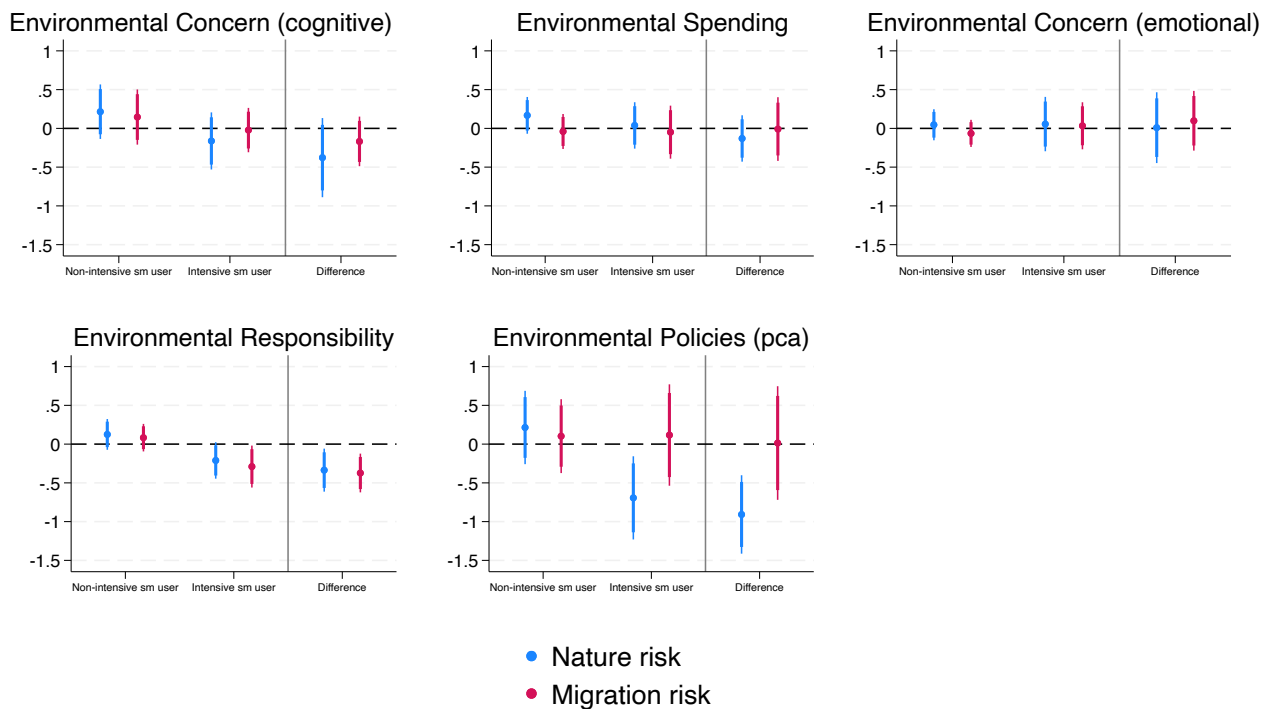 Environmental Concern (cognitive)
1
.5
0
-.5
-1
-1.5
Non-intensive sm user
Intensive sm user
Difference
Environmental Spending
1
.5
0
-.5
-1
-1.5
Non-intensive sm user
Intensive sm user
Difference
Environmental Concern (emotional)
1
.5
0
-.5
-1
-1.5
Non-intensive sm user
Intensive sm user
Difference
Environmental Responsibility
1
.5
0
-.5
-1
-1.5
Non-intensive sm user
Intensive sm user
Difference
Environmental Policies (pca)
1
.5
0
-.5
-1
-1.5
Non-intensive sm user
Intensive sm user
Difference
Nature risk
Migration risk